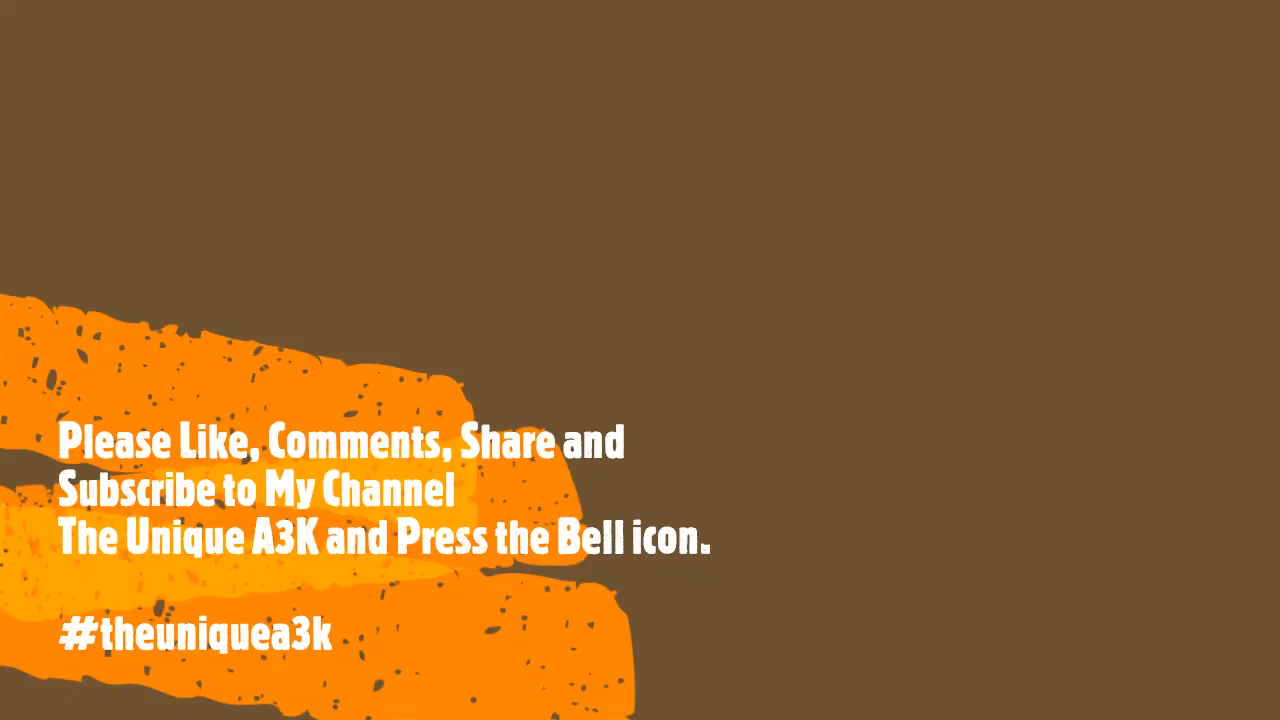 Please Like, Comments, Share and
Subscribe to My Channel
The Unique A3K and Press the Bell icon.
#theuniquea3k